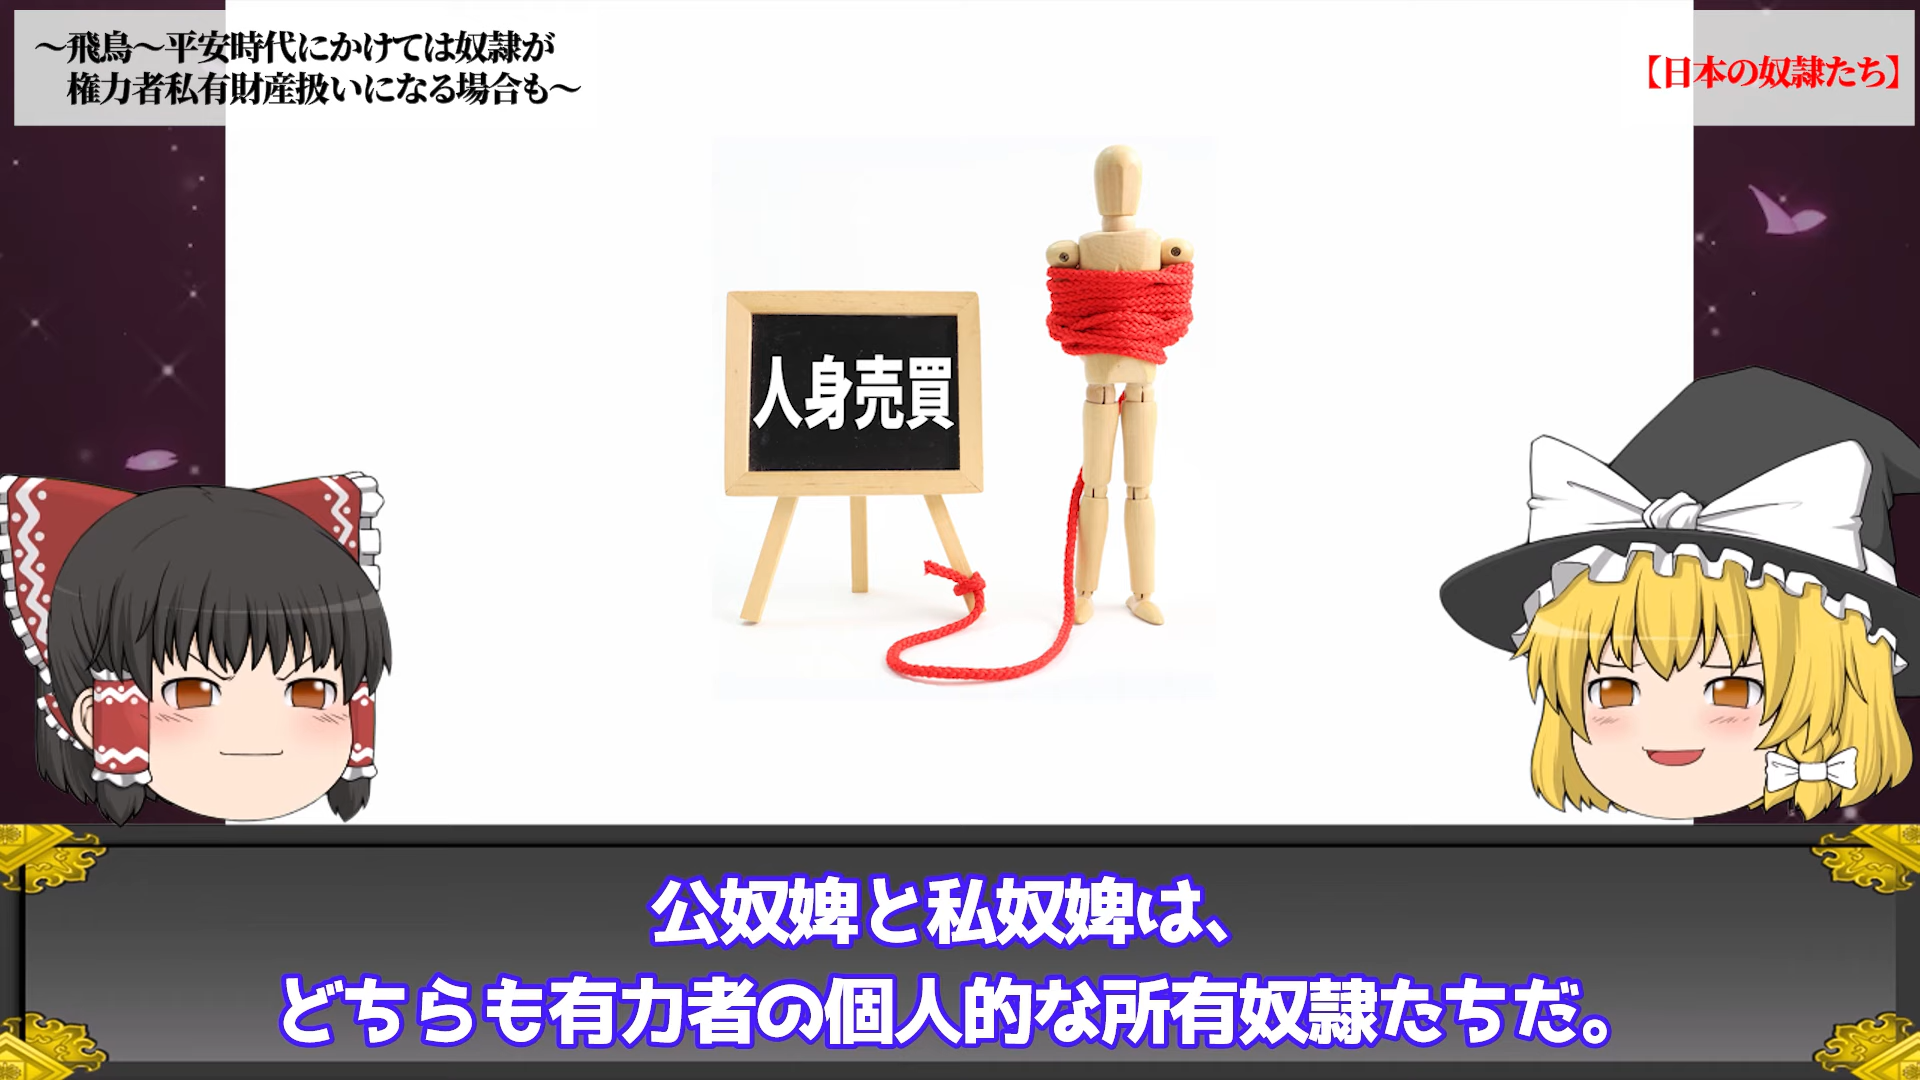 ～飛鳥～平安時代にかけては奴隷が
権力者私有財産扱いになる場合も～
【日本の奴隷たち】
人身売買
公奴婢と私奴婢は、
どちらも有力者の個人的な所有奴隷たちだ。